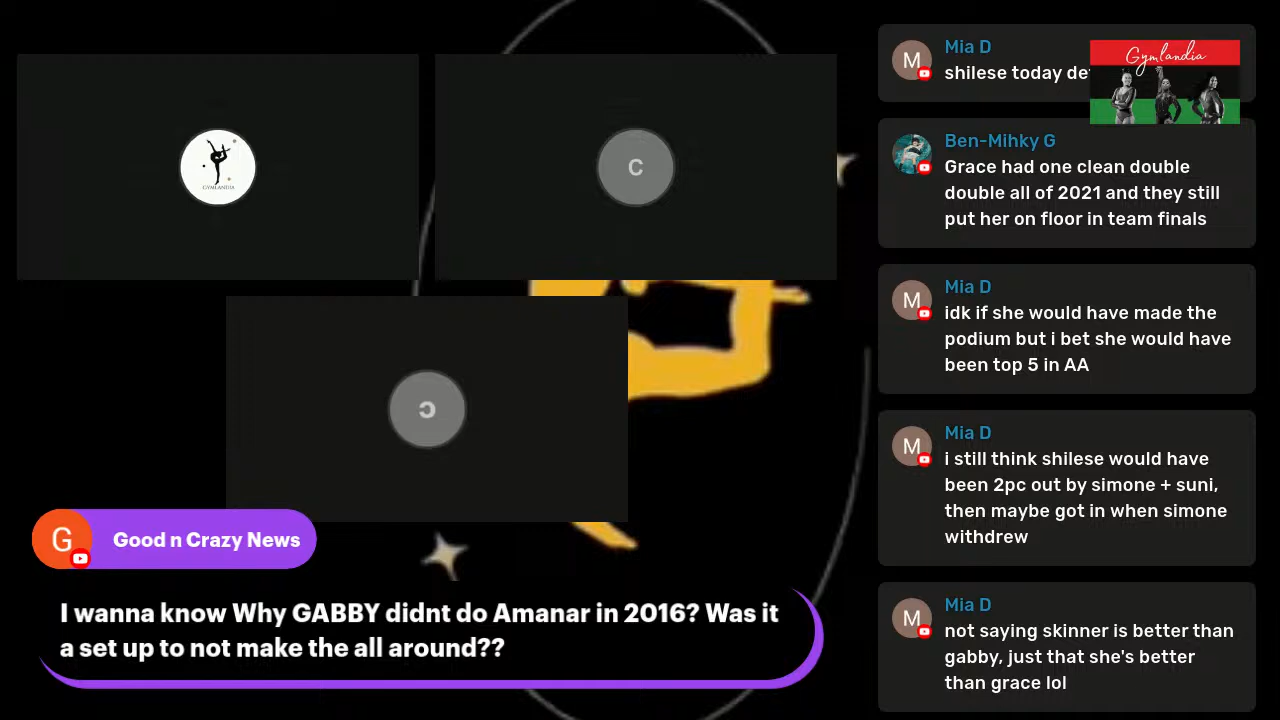 GYMLANDIA
C
C
Good n Crazy News
G
I wanna know Why GABBY didnt do Amanar in 2016? Was it
a set up to not make the all around??
Gymlandia
M
Mia D
shilese today de
Ben-Mihky G
Grace had one clean double
double all of 2021 and they still
put her on floor in team finals
M
Mia D
idk if she would have made the
podium but i bet she would have
been top 5 in AA
M
Mia D
i still think shilese would have
been 2pc out by simone + suni,
then maybe got in when simone
withdrew
M
Mia D
not saying skinner is better than
gabby, just that she's better
than grace lol